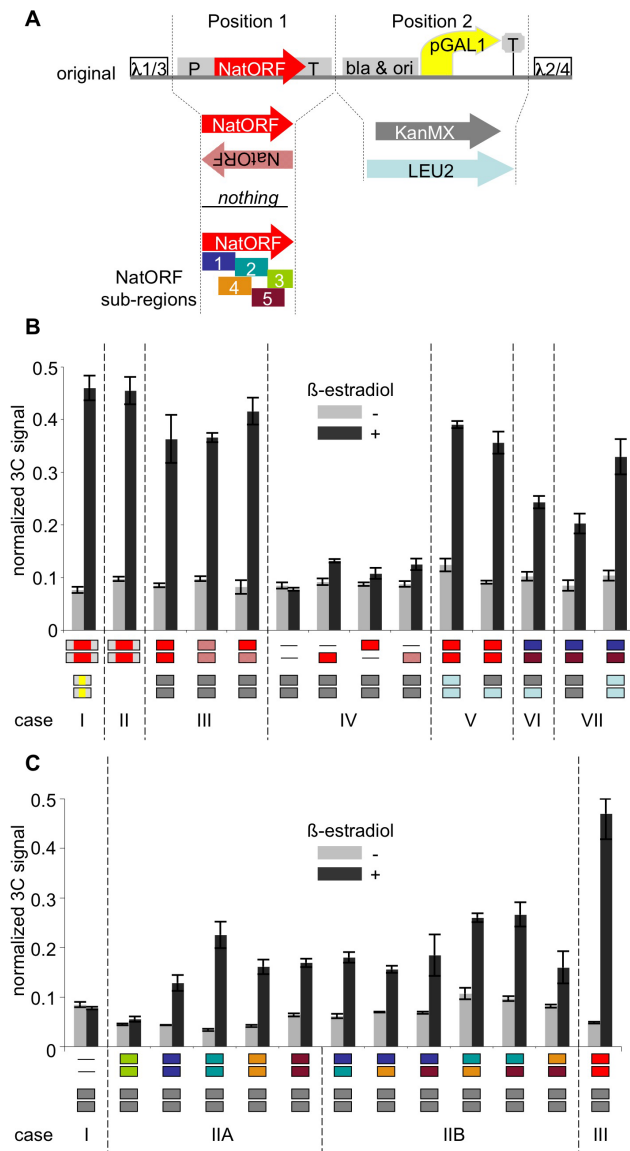 A
Position 1 Position 2
original λ1/3 P NatORF T bla & ori pGAL1 T λ2/4
NatORF
NatORF
nothing
NatORF
KanMX
LEU2
NatORF sub-regions
1 2 3
4 5
B
normalized 3C signal
0.5
0.4
0.3
0.2
0.1
0
ß-estradiol
-
+
case I II III IV V VI VII
C
normalized 3C signal
0.5
0.4
0.3
0.2
0.1
0
ß-estradiol
-
+
case I IIA IIB III